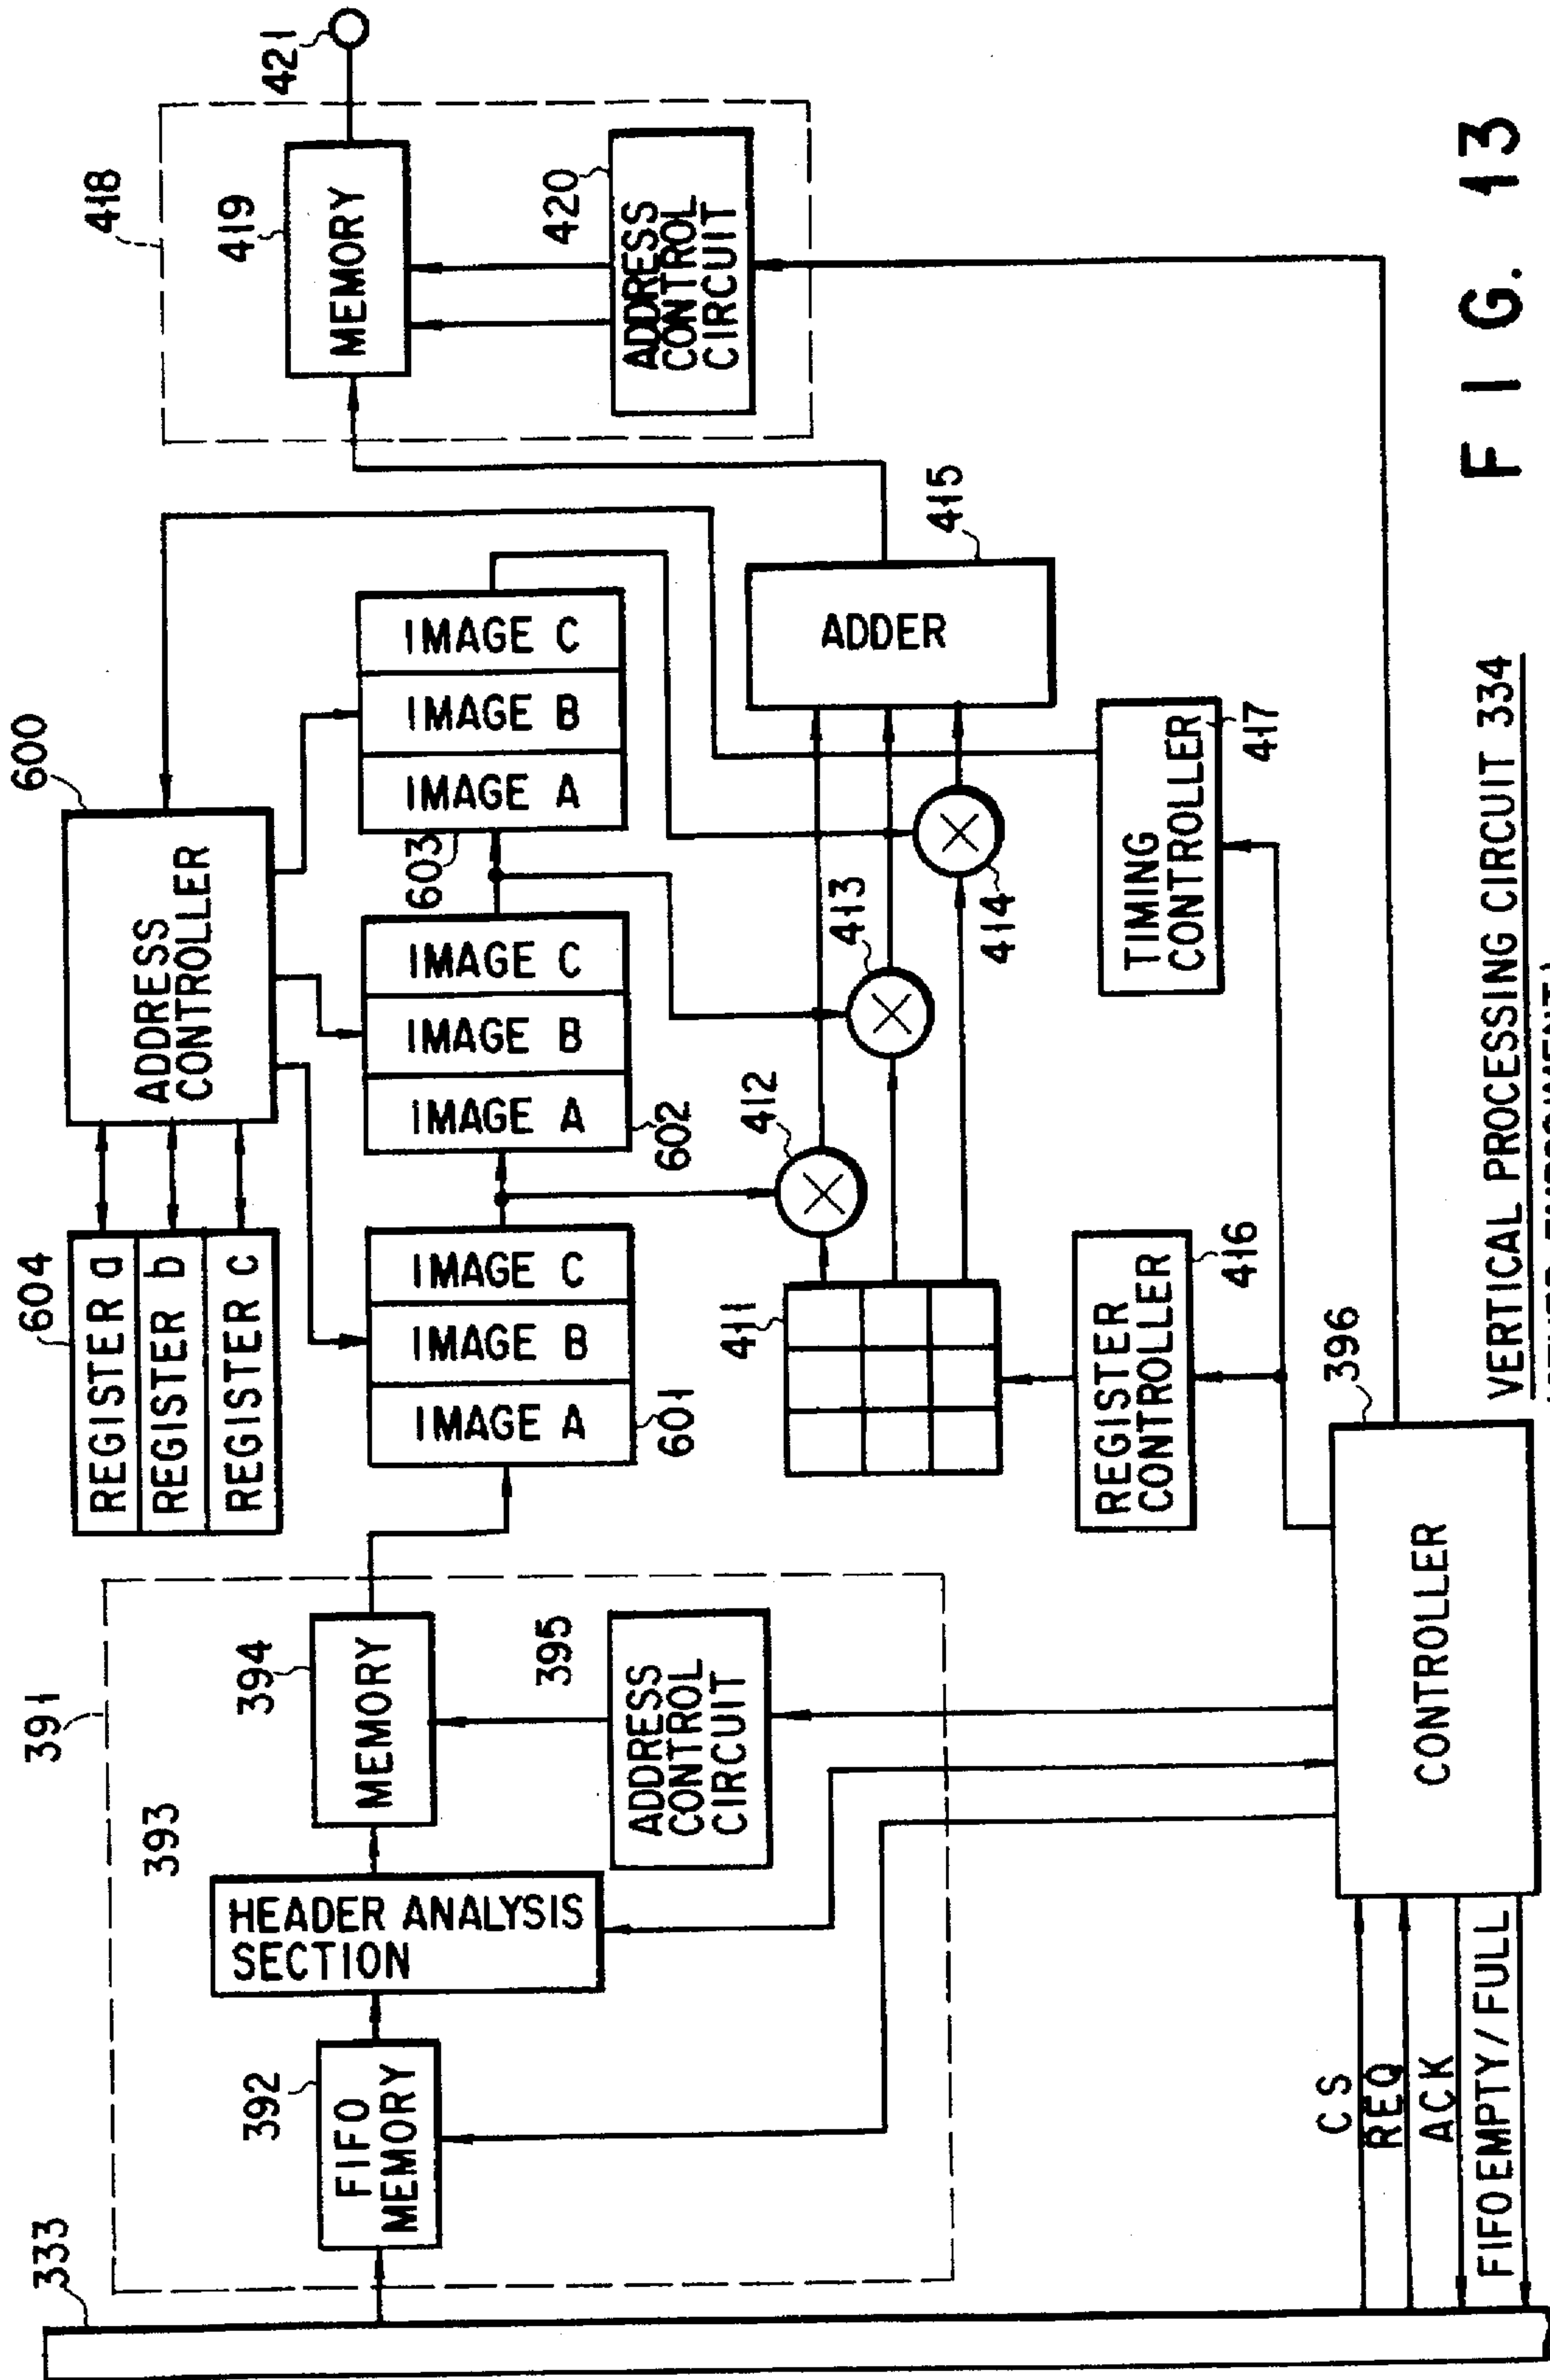 333
391
392
FIFO
MEMORY
393
HEADER ANALYSIS
SECTION
394
MEMORY
395
ADDRESS
CONTROL
CIRCUIT
604
REGISTER a
REGISTER b
REGISTER c
600
ADDRESS
CONTROLLER
IMAGE A
IMAGE B
IMAGE C
601
IMAGE A
IMAGE B
IMAGE C
602
IMAGE A
IMAGE B
IMAGE C
603
411
412
413
414
ADDER
415
REGISTER
CONTROLLER
416
TIMING
CONTROLLER
417
418
419
MEMORY
420
ADDRESS
CONTROL
CIRCUIT
421
CS
REQ
ACK
FIFO EMPTY/FULL
CONTROLLER
396
VERTICAL PROCESSING CIRCUIT 334
FIG. 13